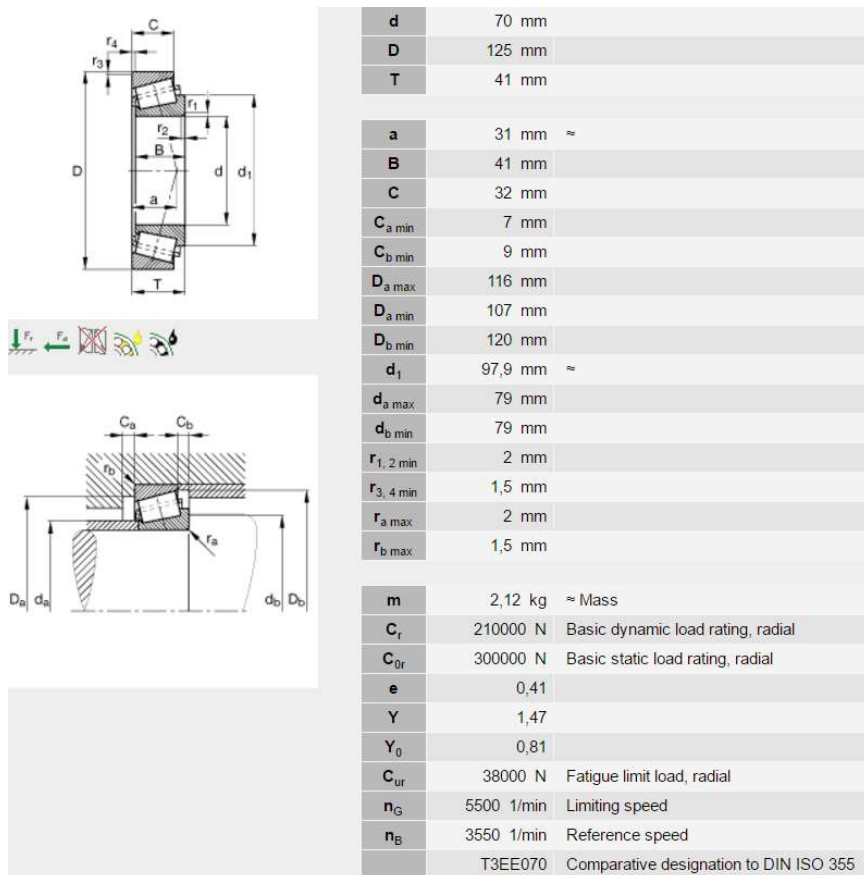 C
r4
r3
r1
r2
B
D
d
d1
a
T
Fr
Fa
Ca
Cb
rb
ra
Da
da
db
Db
d 70 mm
D 125 mm
T 41 mm
a 31 mm ≈
B 41 mm
C 32 mm
Ca min 7 mm
Cb min 9 mm
Da max 116 mm
Da min 107 mm
Db min 120 mm
d1 97,9 mm ≈
da max 79 mm
db min 79 mm
r1, 2 min 2 mm
r3, 4 min 1,5 mm
ra max 2 mm
rb max 1,5 mm
m 2,12 kg ≈ Mass
Cr 210000 N Basic dynamic load rating, radial
C0r 300000 N Basic static load rating, radial
e 0,41
Y 1,47
Y0 0,81
Cur 38000 N Fatigue limit load, radial
nG 5500 1/min Limiting speed
nB 3550 1/min Reference speed
T3EE070 Comparative designation to DIN ISO 355